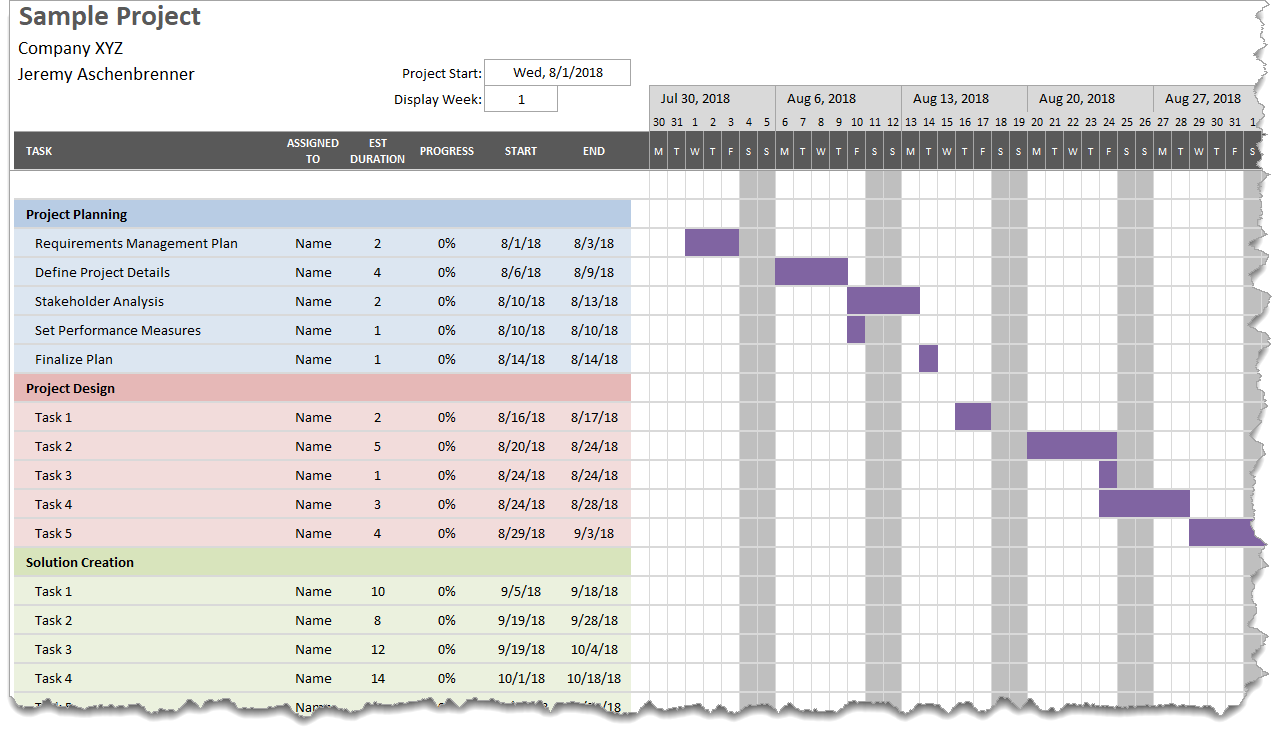 Sample Project
Company XYZ
Jeremy Aschenbrenner
Project Start: Wed, 8/1/2018
Display Week: 1
Jul 30, 2018 Aug 6, 2018 Aug 13, 2018 Aug 20, 2018 Aug 27, 2018
30 31 1 2 3 4 5 6 7 8 9 10 11 12 13 14 15 16 17 18 19 20 21 22 23 24 25 26 27 28 29 30 31 1
TASK ASSIGNED TO EST DURATION PROGRESS START END M T W T F S S M T W T F S S M T W T F S S M T W T F S S M T W T F S
Project Planning
Requirements Management Plan Name 2 0% 8/1/18 8/3/18
Define Project Details Name 4 0% 8/6/18 8/9/18
Stakeholder Analysis Name 2 0% 8/10/18 8/13/18
Set Performance Measures Name 1 0% 8/10/18 8/10/18
Finalize Plan Name 1 0% 8/14/18 8/14/18
Project Design
Task 1 Name 2 0% 8/16/18 8/17/18
Task 2 Name 5 0% 8/20/18 8/24/18
Task 3 Name 1 0% 8/24/18 8/24/18
Task 4 Name 3 0% 8/24/18 8/28/18
Task 5 Name 4 0% 8/29/18 9/3/18
Solution Creation
Task 1 Name 10 0% 9/5/18 9/18/18
Task 2 Name 8 0% 9/19/18 9/28/18
Task 3 Name 12 0% 9/19/18 10/4/18
Task 4 Name 14 0% 10/1/18 10/18/18